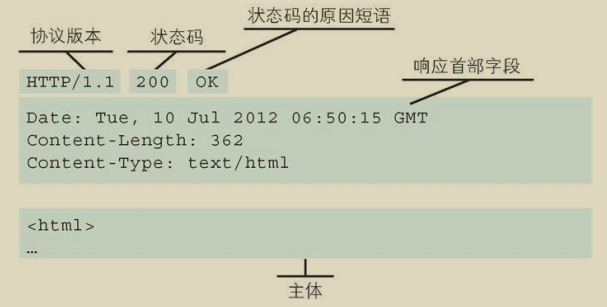 状态码的原因短语
协议版本 状态码
响应首部字段
HTTP/1.1 200 OK
Date: Tue, 10 Jul 2012 06:50:15 GMT
Content-Length: 362
Content-Type: text/html
<html>
…
主体